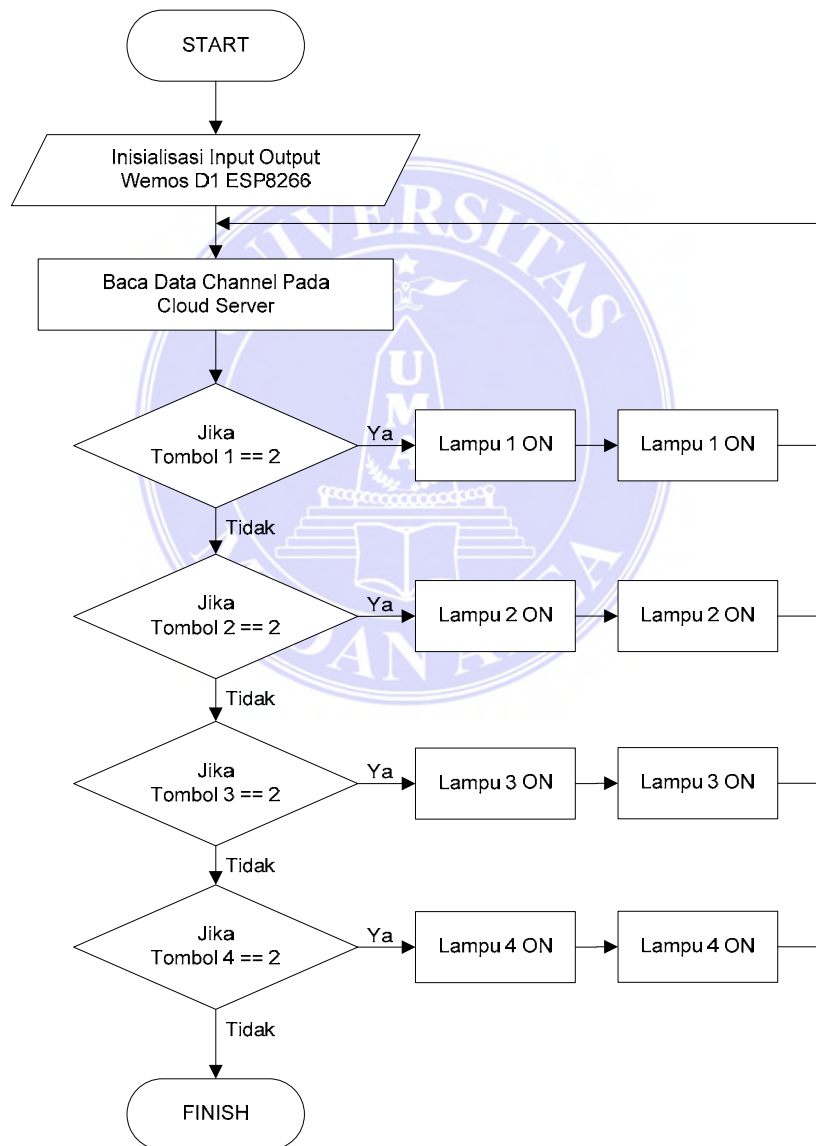 START
Inisialisasi Input Output
Wemos D1 ESP8266
Baca Data Channel Pada
Cloud Server
Jika
Tombol 1 == 2
Ya
Lampu 1 ON
Lampu 1 ON
Tidak
Jika
Tombol 2 == 2
Ya
Lampu 2 ON
Lampu 2 ON
Tidak
Jika
Tombol 3 == 2
Ya
Lampu 3 ON
Lampu 3 ON
Tidak
Jika
Tombol 4 == 2
Ya
Lampu 4 ON
Lampu 4 ON
Tidak
FINISH
UNIVERSITAS
UMA